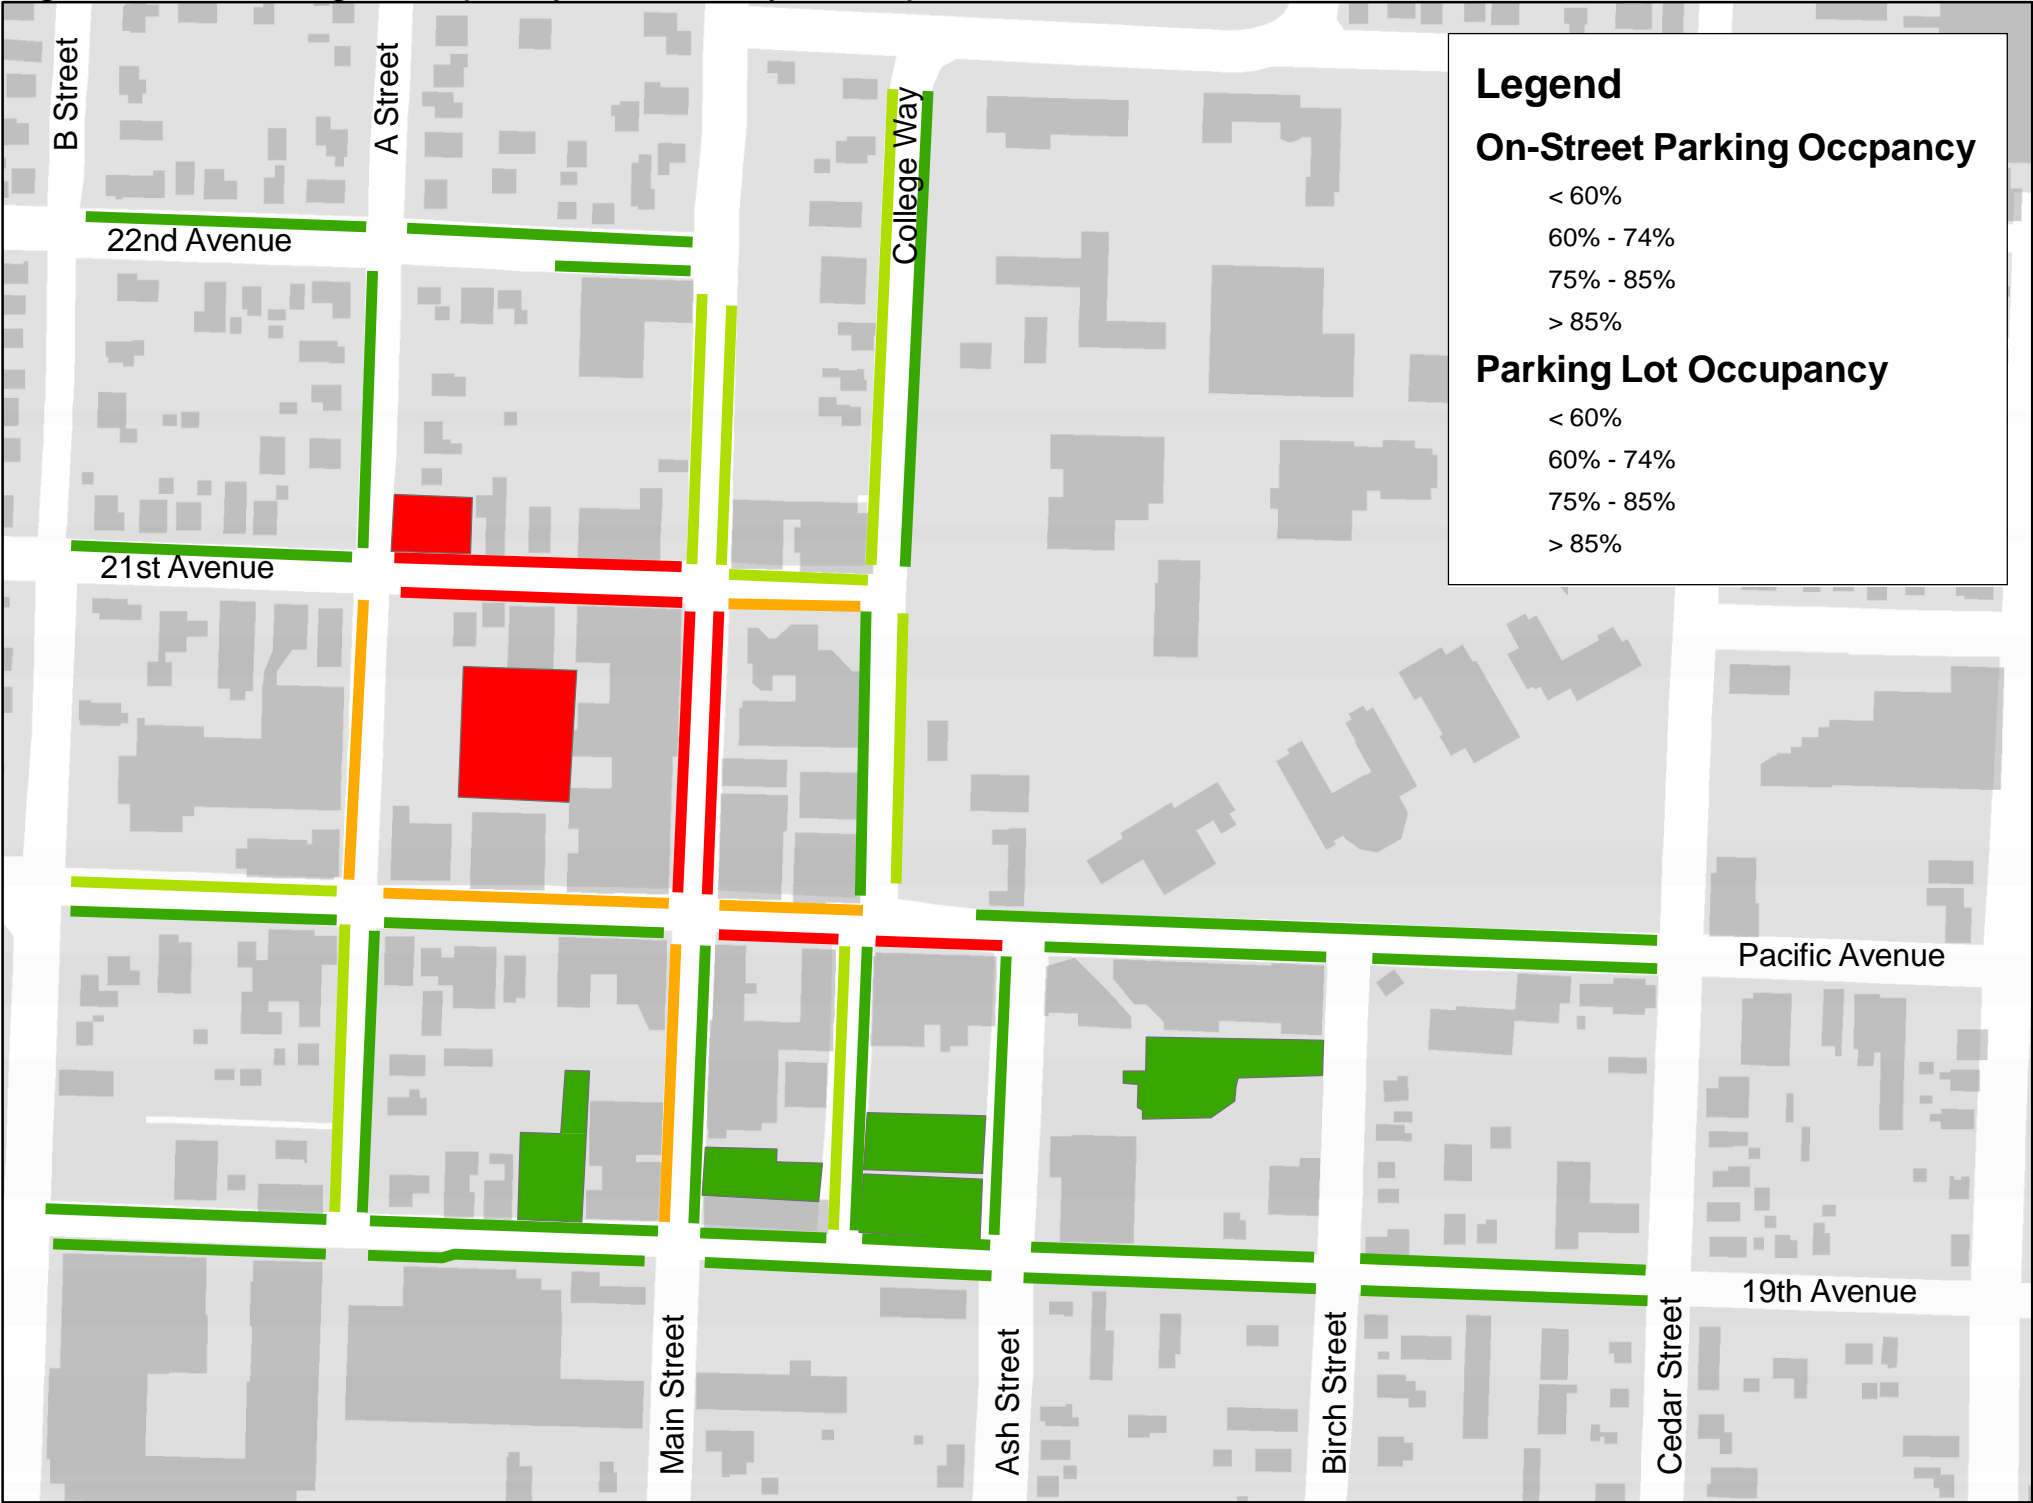 Legend
On-Street Parking Occpancy
< 60%
60% - 74%
75% - 85%
> 85%
Parking Lot Occupancy
< 60%
60% - 74%
75% - 85%
> 85%
B Street
A Street
College Way
22nd Avenue
21st Avenue
Pacific Avenue
19th Avenue
Main Street
Ash Street
Birch Street
Cedar Street